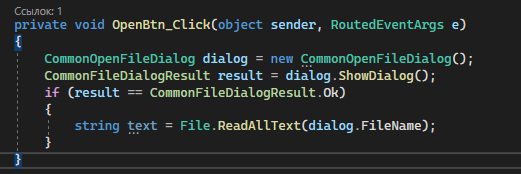 Ссылок: 1
private void OpenBtn_Click(object sender, RoutedEventArgs e)
{
CommonOpenFileDialog dialog = new CommonOpenFileDialog();
CommonFileDialogResult result = dialog.ShowDialog();
if (result == CommonFileDialogResult.Ok)
{
string text = File.ReadAllText(dialog.FileName);
}
}